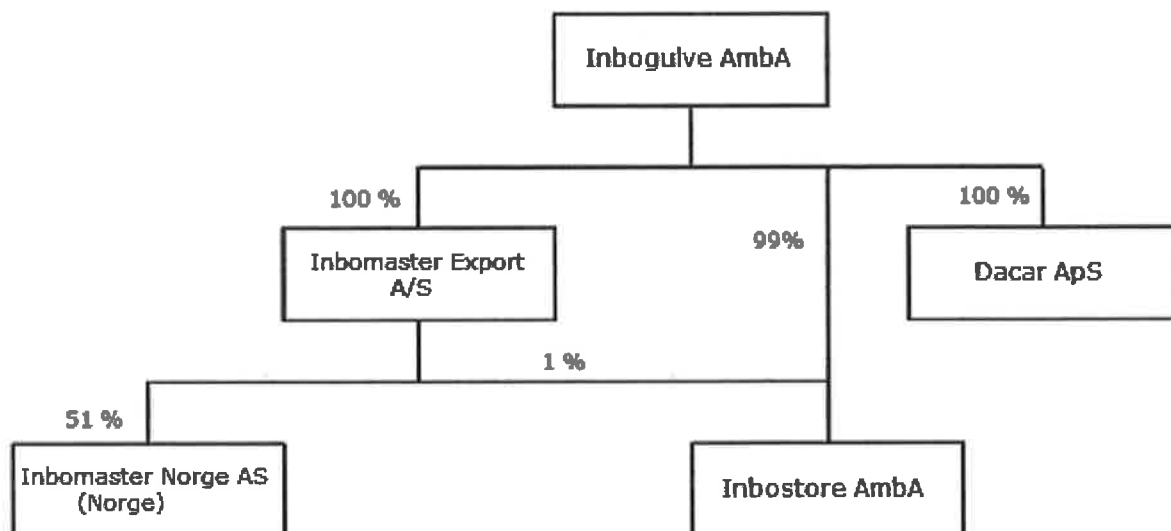 Inbogulve AmbA
100 %
99%
100 %
Inbomaster Export
A/S
Dacar ApS
1 %
51 %
Inbomaster Norge AS
(Norge)
Inbostore AmbA